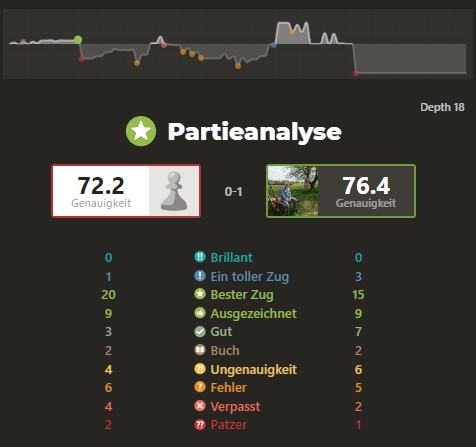 Depth 18
Partieanalyse
72.2
Genauigkeit
0-1
76.4
Genauigkeit
0 !! Brillant 0
1 ! Ein toller Zug 3
20 Bester Zug 15
9 Ausgezeichnet 9
3 Gut 7
2 Buch 2
4 ?! Ungenauigkeit 6
6 ? Fehler 5
4 Verpasst 2
2 ?? Patzer 1